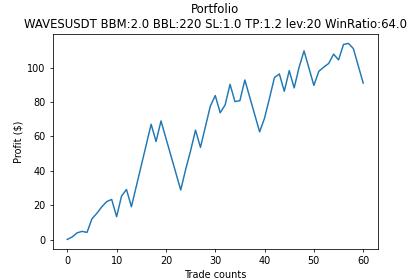 Portfolio
WAVESUSDT BBM:2.0 BBL:220 SL:1.0 TP:1.2 lev:20 WinRatio:64.0
Profit ($)
100
80
60
40
20
0
0 10 20 30 40 50 60
Trade counts